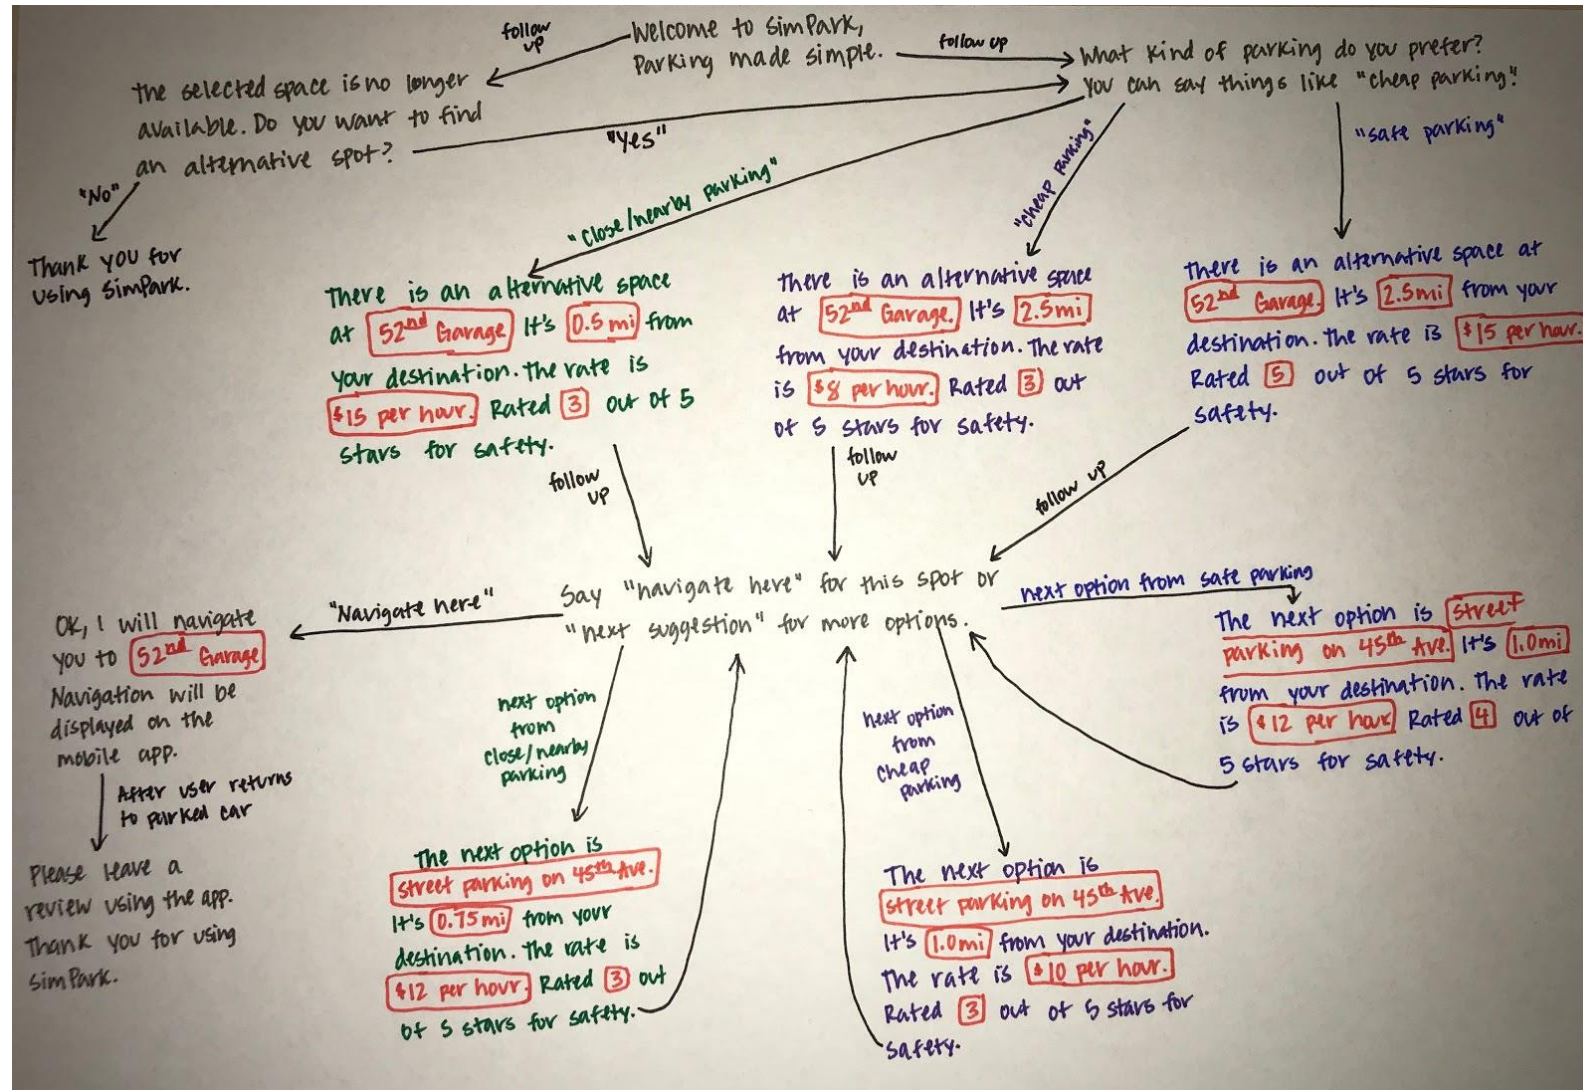 Welcome to SimPark,
Parking made simple.
follow
up
follow up
the selected space is no longer
available. Do you want to find
an alternative spot?
"Yes"
"No"
Thank you for
using SimPark.
What kind of parking do you prefer?
You can say things like "cheap parking".
"Close/nearby parking"
"cheap parking"
"safe parking"
There is an alternative space
at 52nd Garage. It's 0.5 mi from
your destination. The rate is
$15 per hour. Rated 3 out of 5
stars for safety.
There is an alternative space
at 52nd Garage. It's 2.5mi
from your destination. The rate
is $8 per hour. Rated 3 out
of 5 stars for safety.
There is an alternative space at
52nd Garage. It's 2.5mi from your
destination. The rate is $15 per hour.
Rated 5 out of 5 stars for
safety.
follow
up
follow
up
follow up
Say "navigate here" for this spot or
"next suggestion" for more options.
"Navigate here"
OK, I will navigate
you to 52nd Garage
Navigation will be
displayed on the
mobile app.
After user returns
to parked car
Please leave a
review using the app.
Thank you for using
SimPark.
next option
from
close/nearby
parking
The next option is
street parking on 45th Ave.
It's 0.75 mi from your
destination. The rate is
$12 per hour. Rated 3 out
of 5 stars for safety.
next option
from
cheap
parking
The next option is
street parking on 45th Ave.
It's 1.0mi from your destination.
The rate is $10 per hour.
Rated 3 out of 5 stars for
safety.
next option from safe parking
The next option is street
parking on 45th Ave. It's 1.0mi
from your destination. The rate
is $12 per hour Rated 4 out of
5 stars for safety.